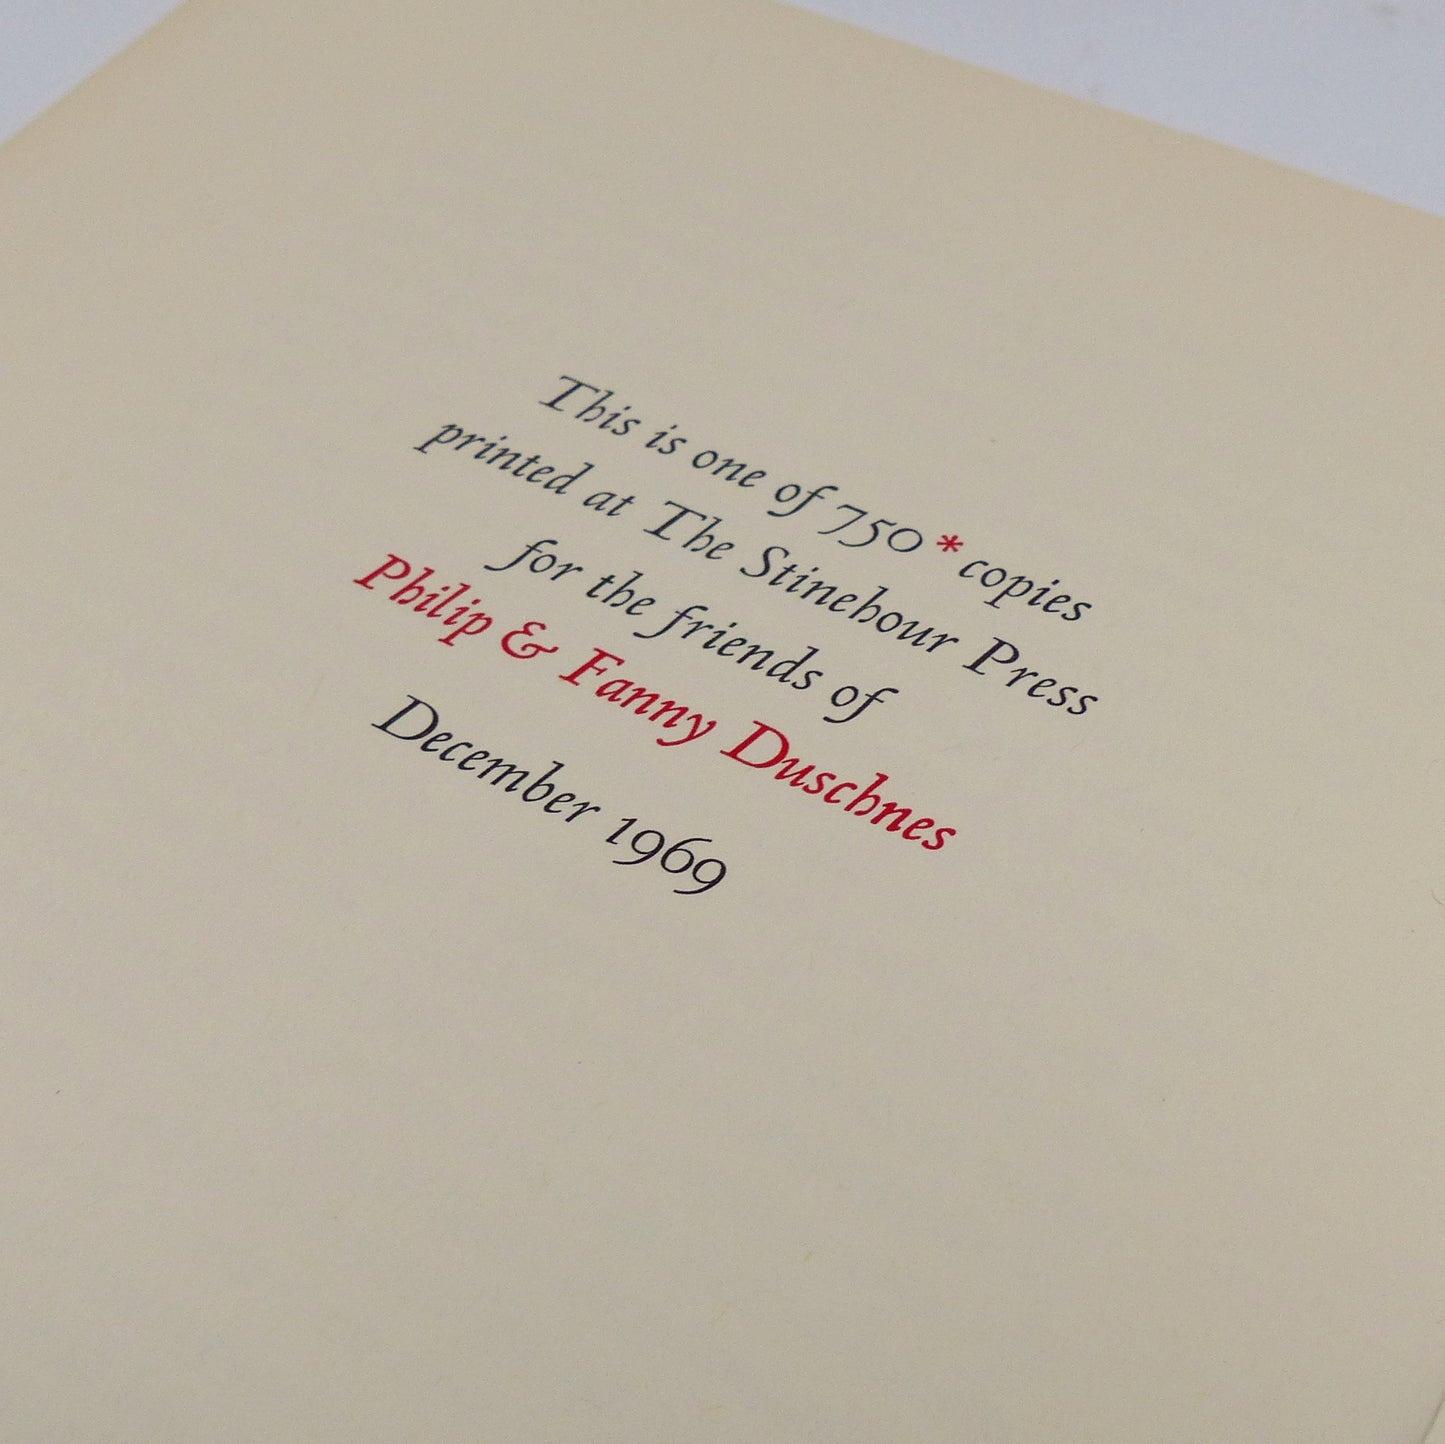 This is one of 750 * copies
printed at The Stinehour Press
for the friends of
Philip & Fanny Duschnes
December 1969